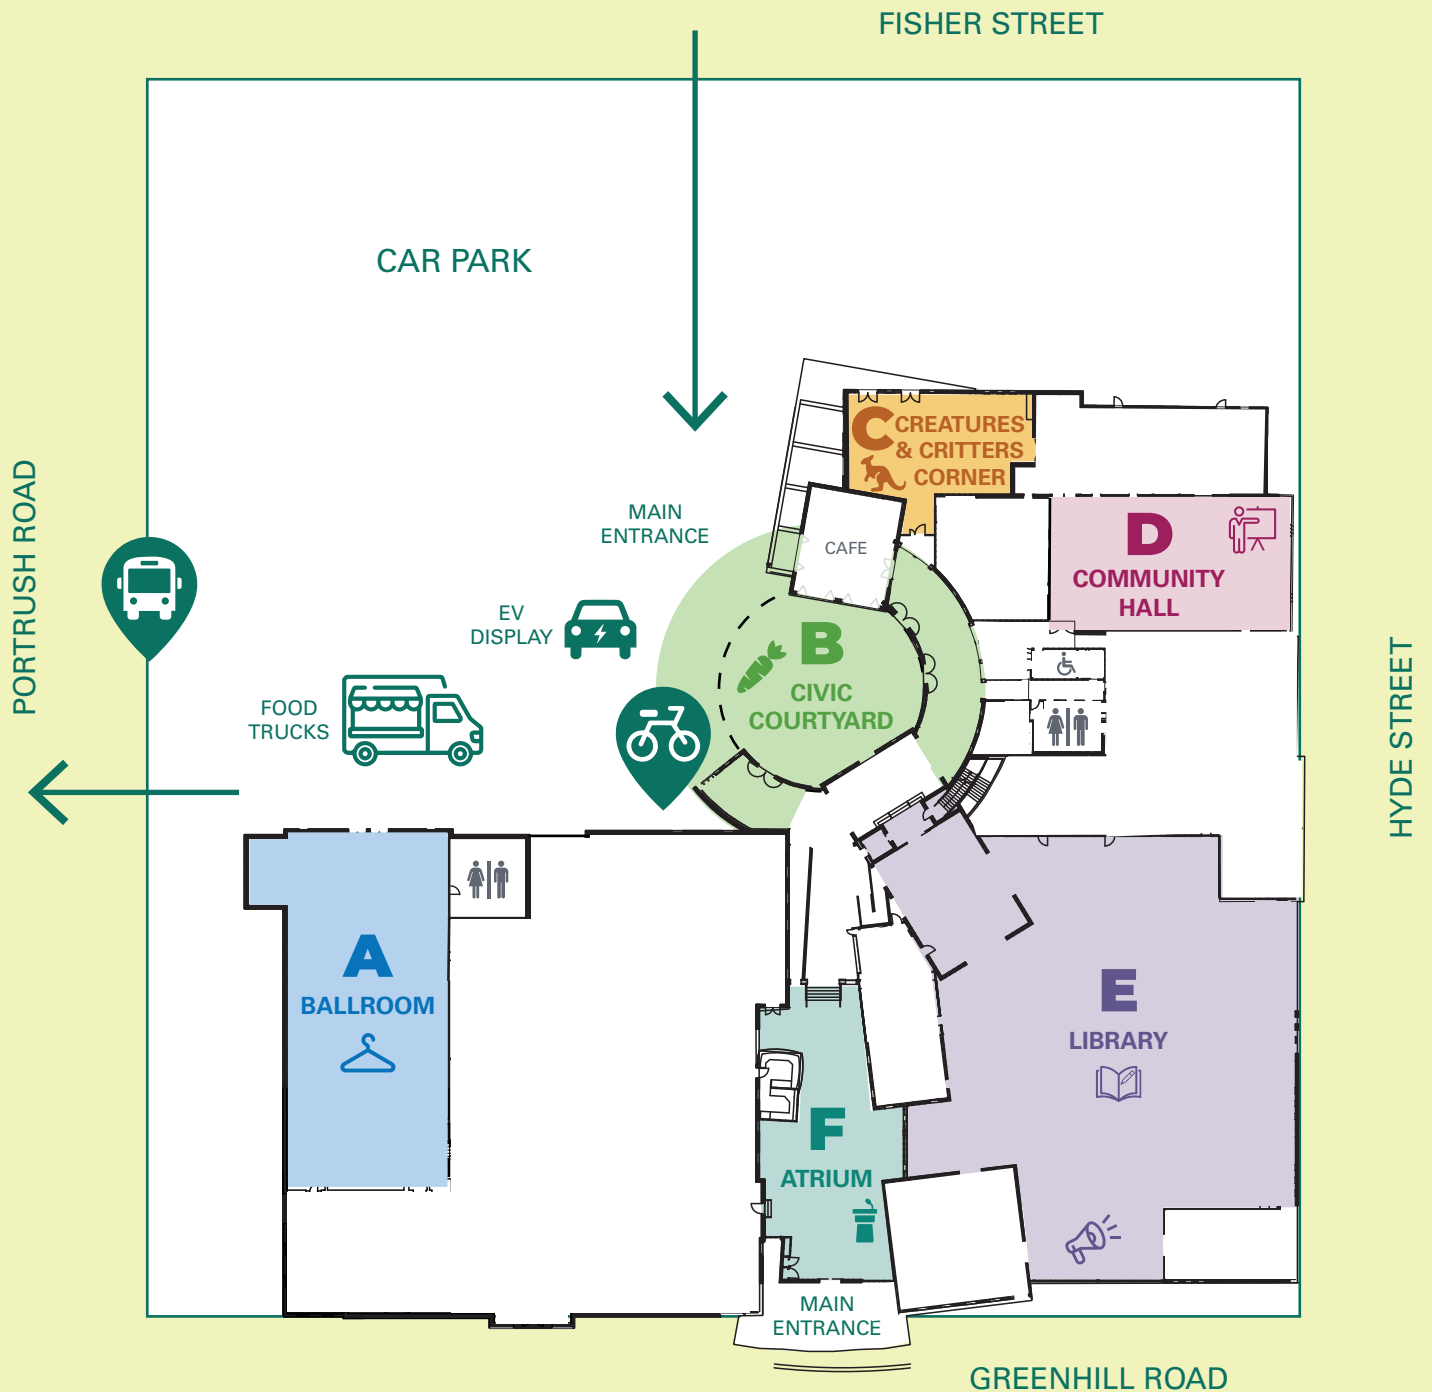 FISHER STREET
CAR PARK
C CREATURES
& CRITTERS
CORNER
PORTRUSH ROAD
MAIN
ENTRANCE
CAFE
D
COMMUNITY
HALL
EV
DISPLAY
B
CIVIC
COURTYARD
FOOD
TRUCKS
HYDE STREET
A
BALLROOM
E
LIBRARY
F
ATRIUM
MAIN
ENTRANCE
GREENHILL ROAD